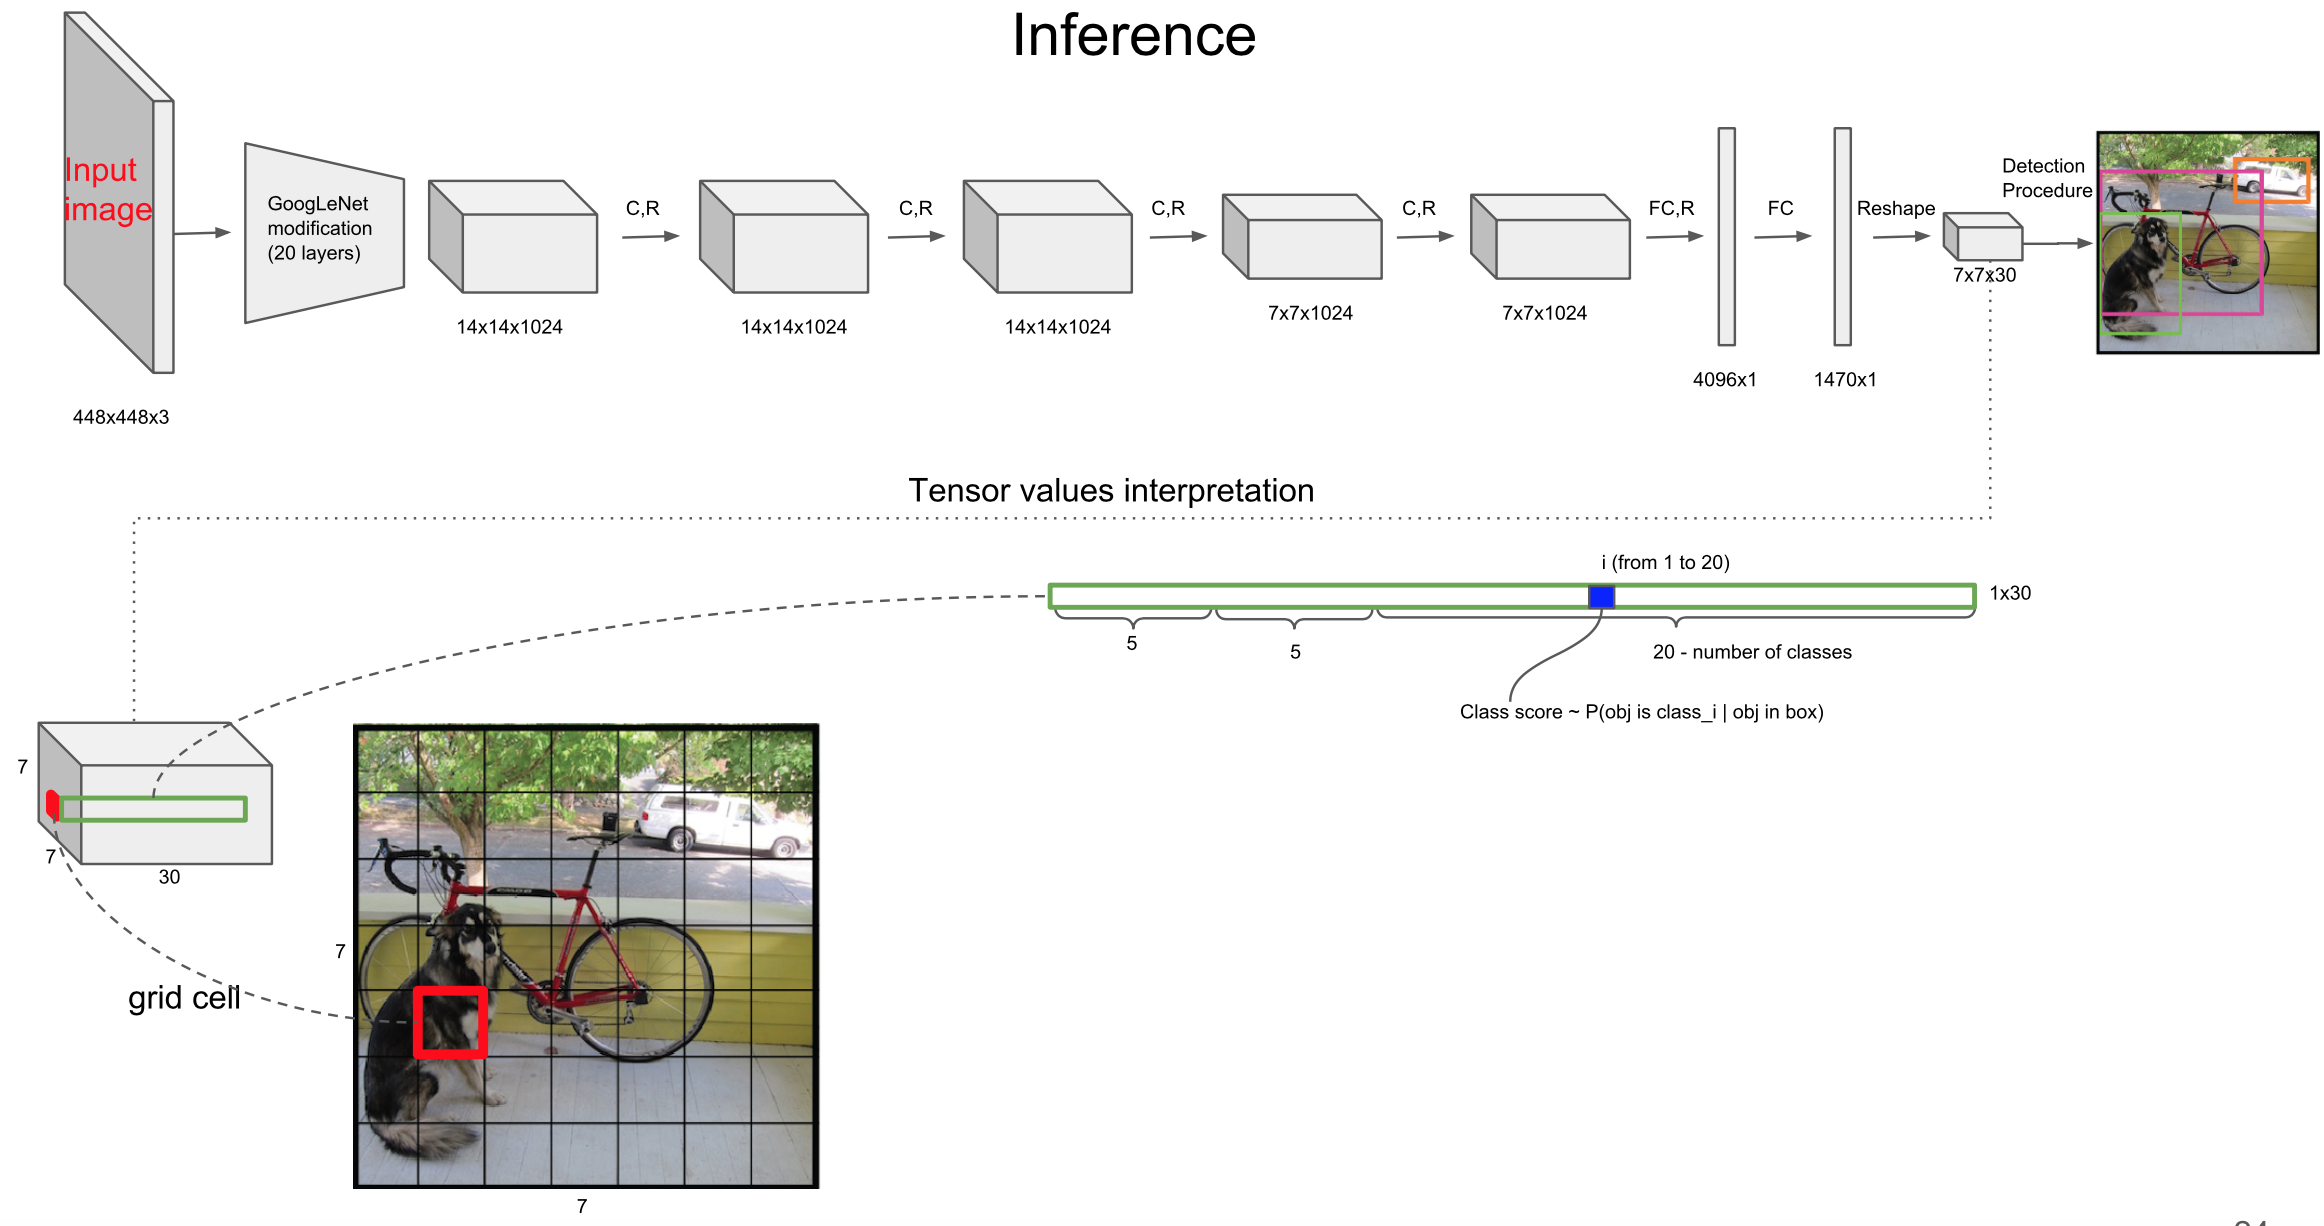 Inference
Input
image
448x448x3
GoogLeNet
modification
(20 layers)
14x14x1024
C,R
14x14x1024
C,R
14x14x1024
C,R
7x7x1024
C,R
7x7x1024
FC,R
4096x1
FC
1470x1
Reshape
7x7x30
Detection
Procedure
Tensor values interpretation
i (from 1 to 20)
1x30
5
5
20 - number of classes
Class score ~ P(obj is class_i | obj in box)
7
7
30
grid cell
7
7